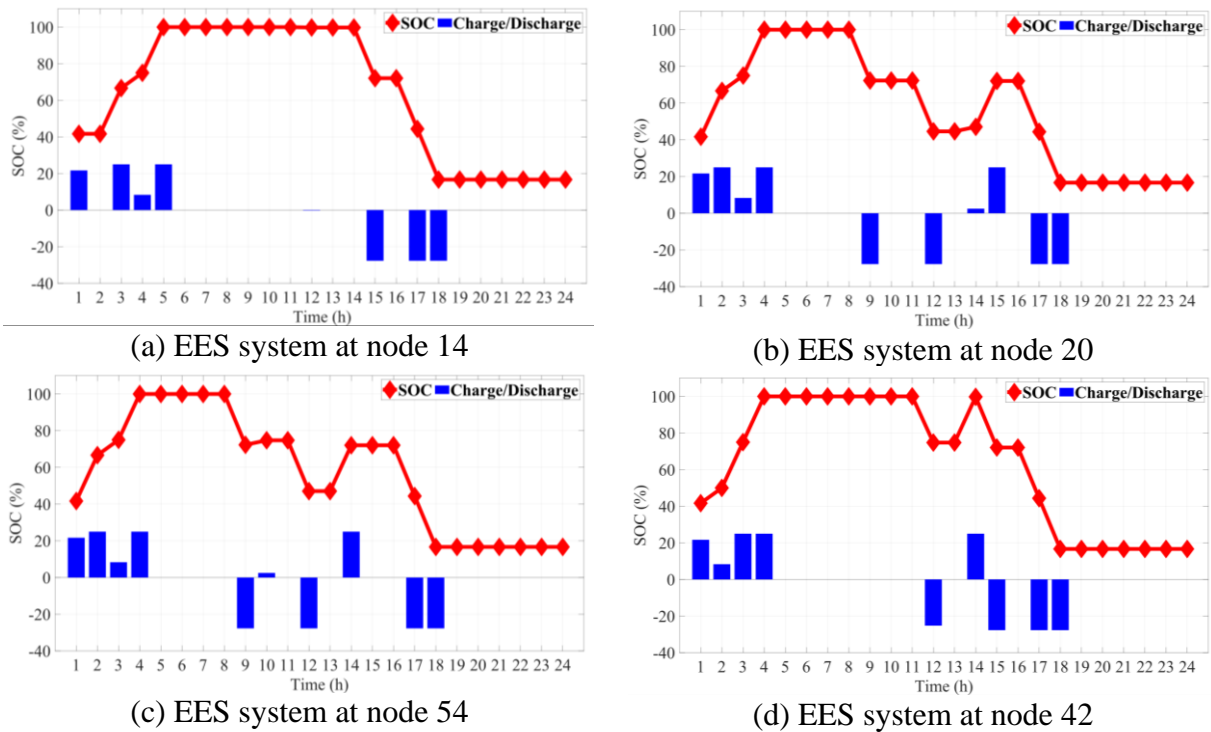 SOC Charge/Discharge
100
80
60
40
20
0
-20
-40
SOC (%)
1 2 3 4 5 6 7 8 9 10 11 12 13 14 15 16 17 18 19 20 21 22 23 24
Time (h)
(a) EES system at node 14
SOC Charge/Discharge
100
80
60
40
20
0
-20
-40
SOC (%)
1 2 3 4 5 6 7 8 9 10 11 12 13 14 15 16 17 18 19 20 21 22 23 24
Time (h)
(b) EES system at node 20
SOC Charge/Discharge
100
80
60
40
20
0
-20
-40
SOC (%)
1 2 3 4 5 6 7 8 9 10 11 12 13 14 15 16 17 18 19 20 21 22 23 24
Time (h)
(c) EES system at node 54
SOC Charge/Discharge
100
80
60
40
20
0
-20
-40
SOC (%)
1 2 3 4 5 6 7 8 9 10 11 12 13 14 15 16 17 18 19 20 21 22 23 24
Time (h)
(d) EES system at node 42